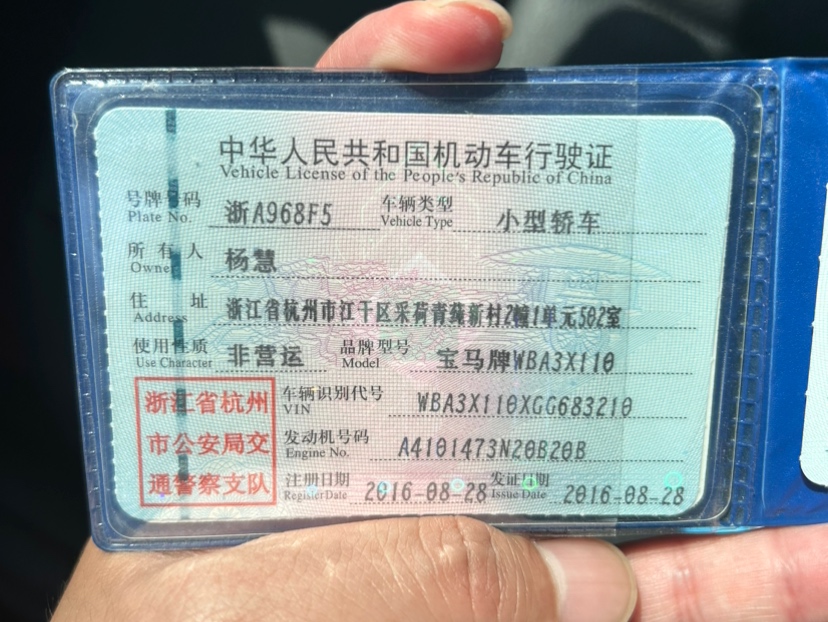 中华人民共和国机动车行驶证
Vehicle License of the People's Republic of China
号牌号码 浙A968F5 车辆类型 小型轿车
Plate No. Vehicle Type
所有人 杨慧
Owner
住址 浙江省杭州市江干区采荷青苑新村2幢1单元502室
Address
使用性质 非营运 品牌型号 宝马牌WBA3X110
Use Character Model
浙江省杭州
市公安局交
通警察支队
车辆识别代号 WBA3X110XGG683210
VIN
发动机号码 A4101473N20B20B
Engine No.
注册日期 2016-08-28 发证日期 2016-08-28
Register Date Issue Date